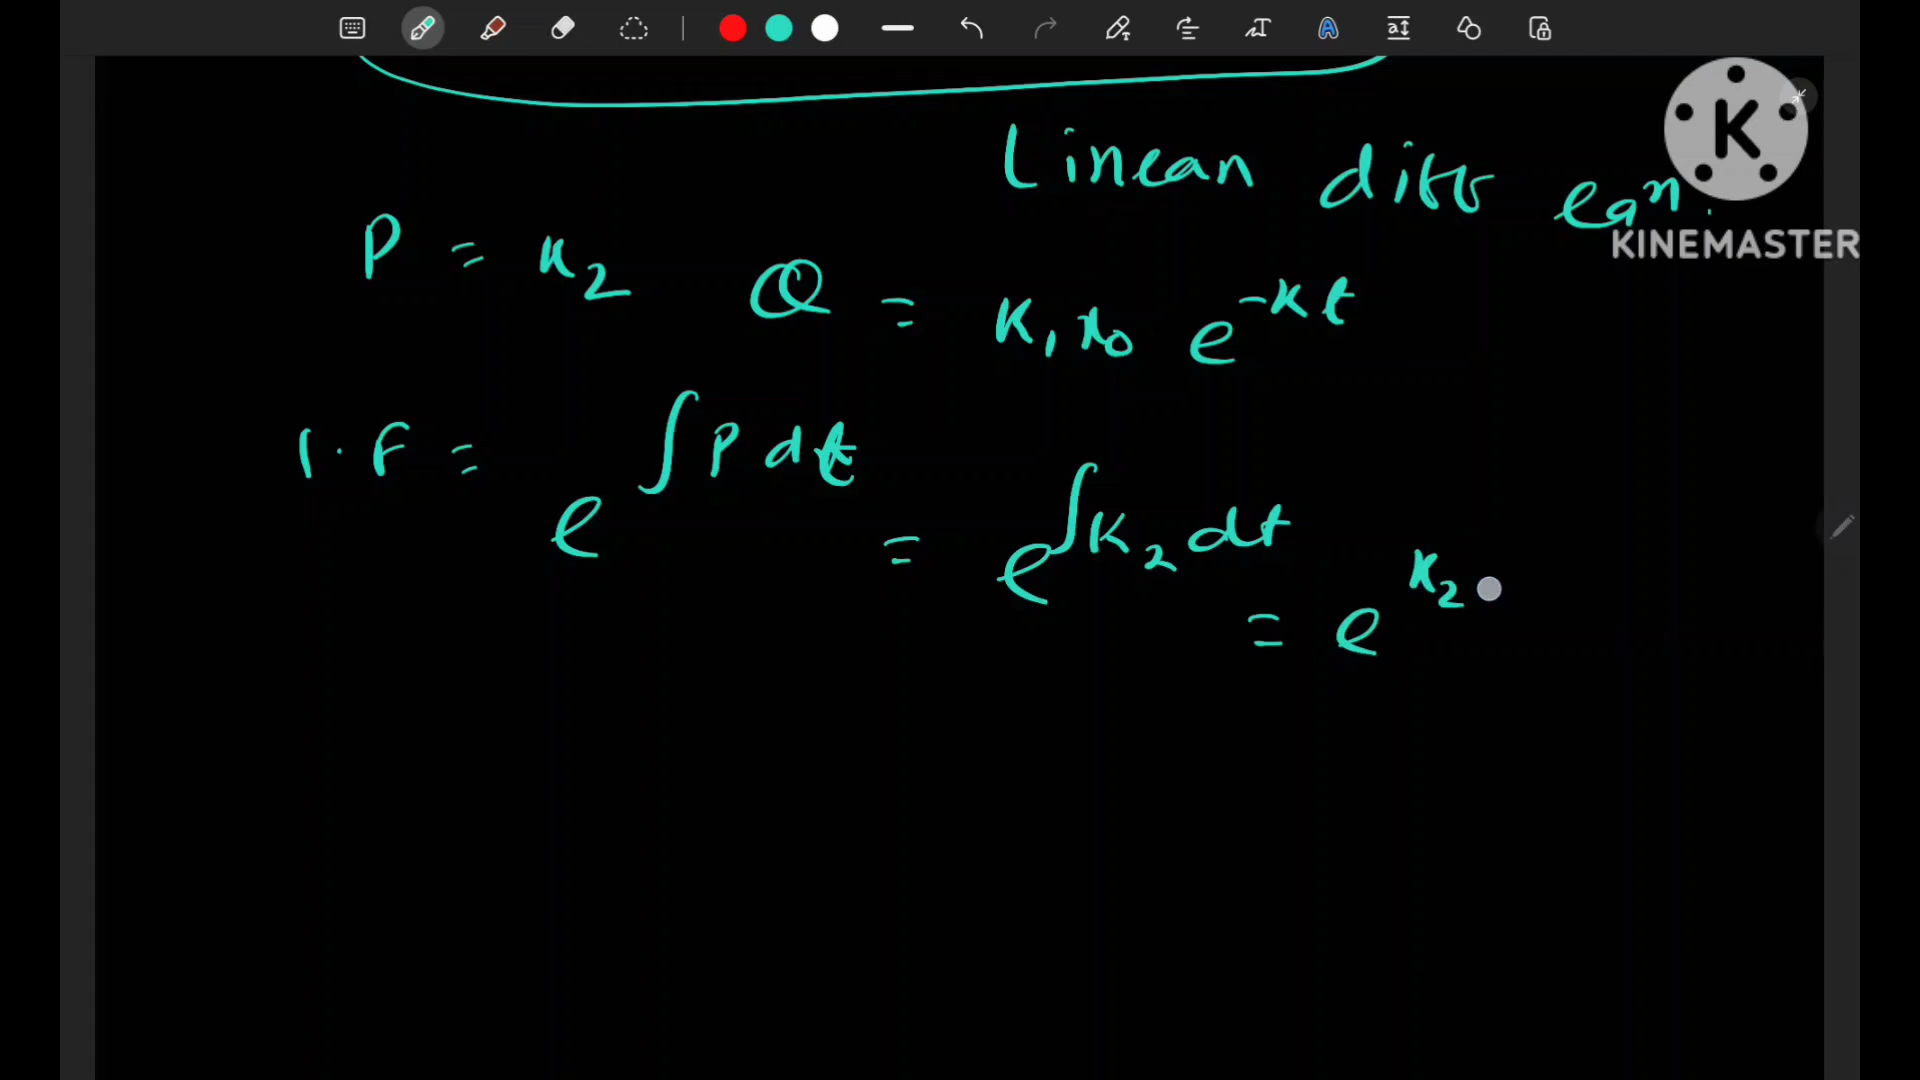 K
KINEMASTER
Linear diff eqn.
P = K₂ Q = K₁x₀ e^{-kt}
I.F = e^{∫P dt} = e^{∫K₂ dt}
= e^{K₂